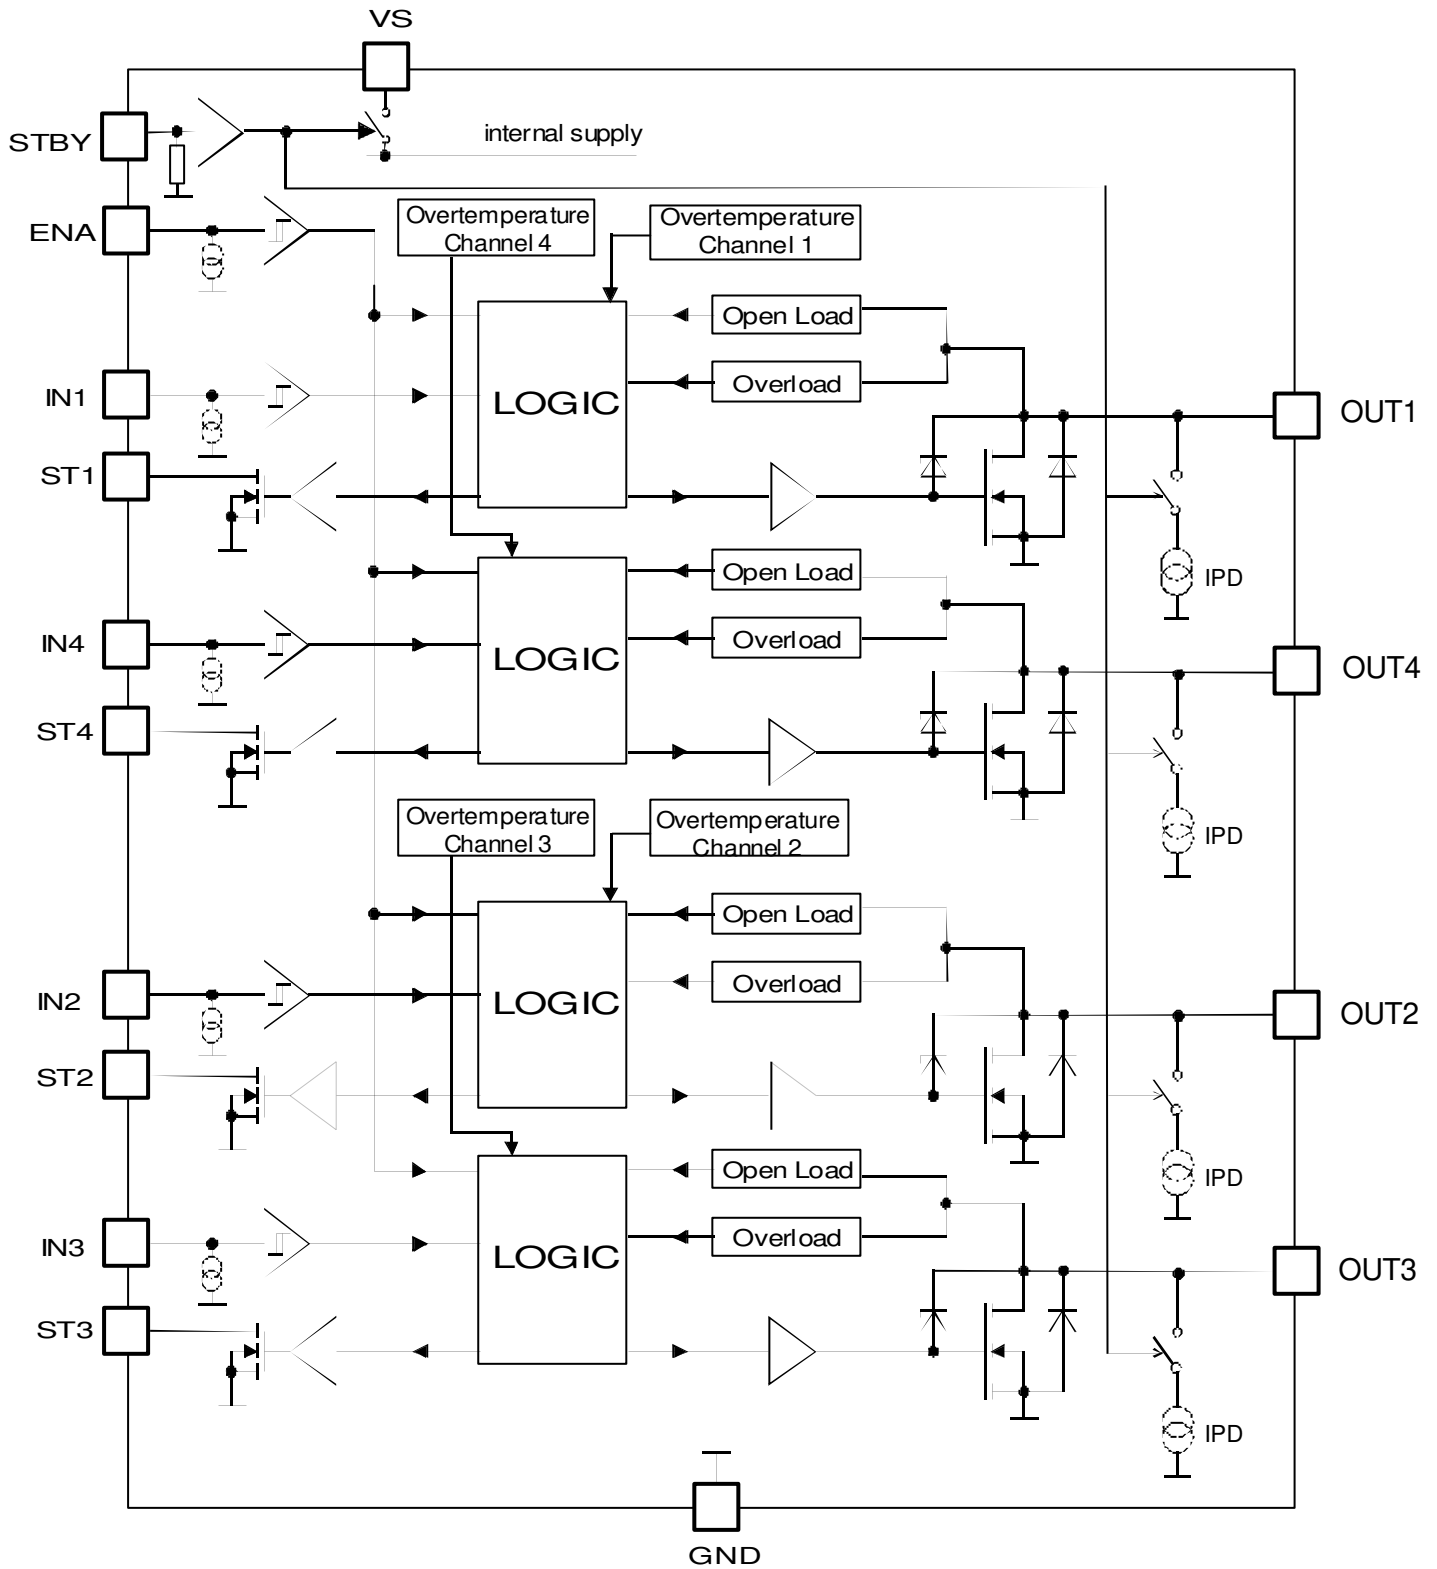 VS
STBY
internal supply
ENA
Overtemperature
Channel 4
Overtemperature
Channel 1
Open Load
IN1
LOGIC
Overload
OUT1
ST1
Open Load
IPD
IN4
LOGIC
Overload
OUT4
ST4
Overtemperature
Channel 3
Overtemperature
Channel 2
IPD
Open Load
IN2
LOGIC
Overload
OUT2
ST2
Open Load
IPD
IN3
LOGIC
Overload
OUT3
ST3
IPD
GND